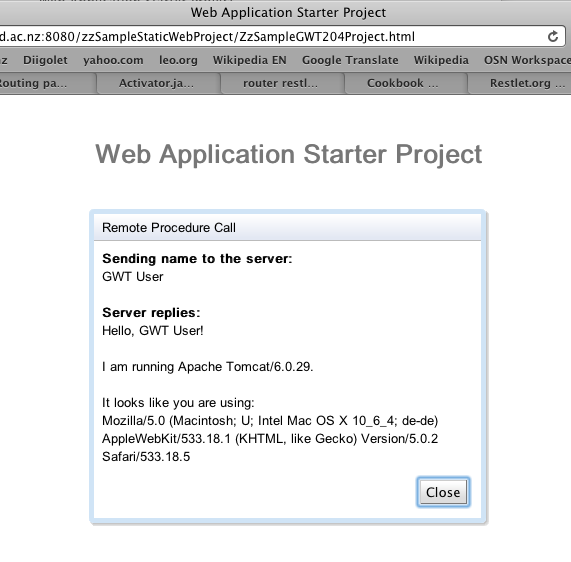 Web Application Starter Project
d.ac.nz:8080/zzSampleStaticWebProject/ZzSampleGWT204Project.html
nz Diigolet yahoo.com leo.org Wikipedia EN Google Translate Wikipedia OSN Workspace
Routing pa... Activator.ja... router restl... Cookbook ... Restlet.org ...
Web Application Starter Project
Remote Procedure Call
Sending name to the server:
GWT User
Server replies:
Hello, GWT User!
I am running Apache Tomcat/6.0.29.
It looks like you are using:
Mozilla/5.0 (Macintosh; U; Intel Mac OS X 10_6_4; de-de)
AppleWebKit/533.18.1 (KHTML, like Gecko) Version/5.0.2
Safari/533.18.5
Close